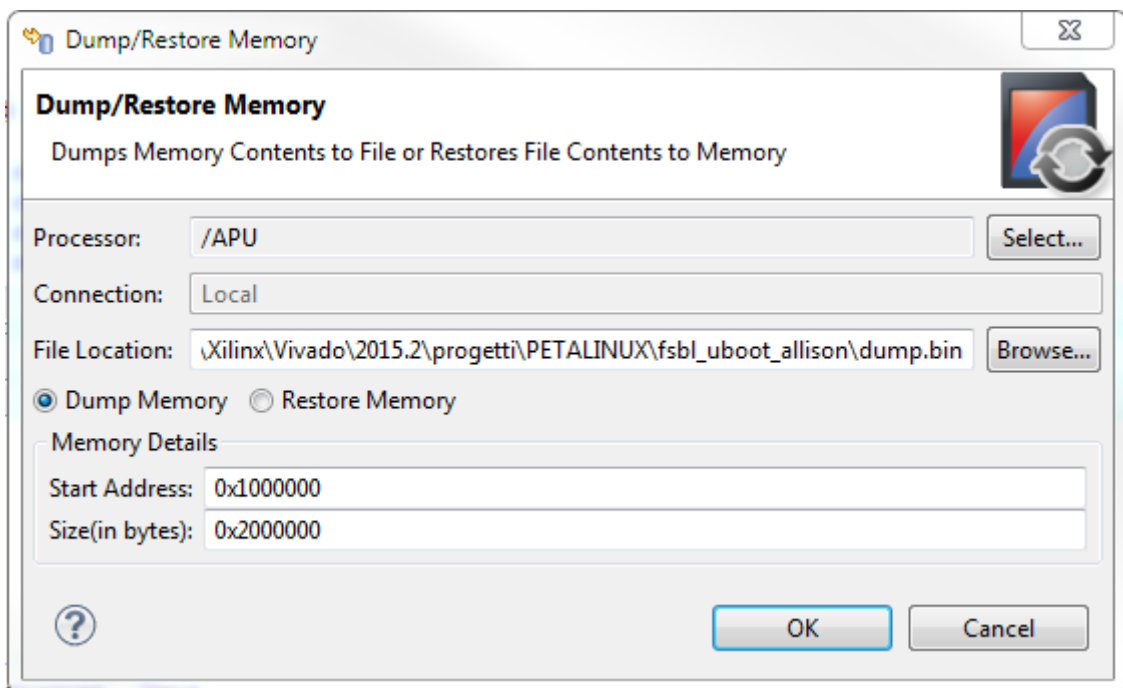 Dump/Restore Memory
Dump/Restore Memory
Dumps Memory Contents to File or Restores File Contents to Memory
Processor: /APU Select...
Connection: Local
File Location: \Xilinx\Vivado\2015.2\progetti\PETALINUX\fsbl_uboot_allison\dump.bin Browse...
Dump Memory Restore Memory
Memory Details
Start Address: 0x1000000
Size(in bytes): 0x2000000
? OK Cancel